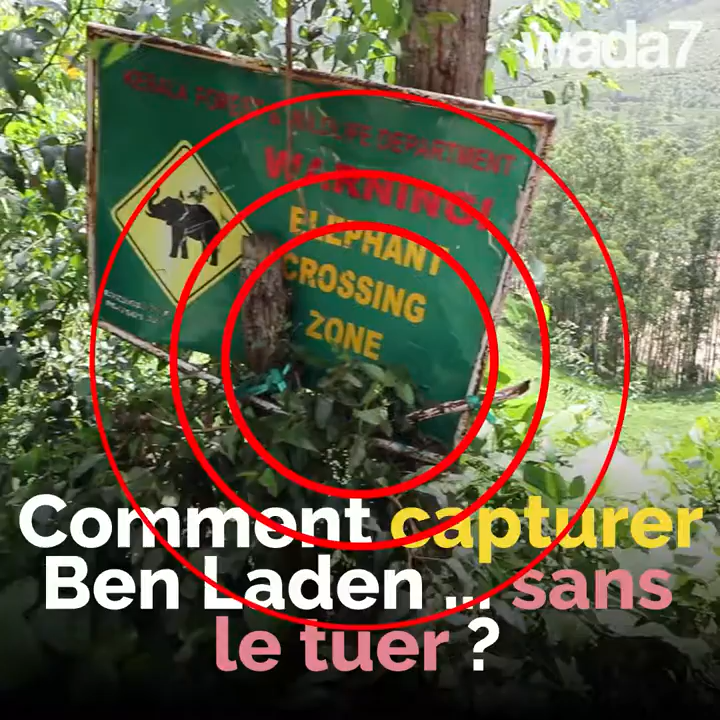 wada7
KERALA FOREST & WILDLIFE DEPARTMENT
WARNING!
ELEPHANT
CROSSING
ZONE
Comment capturer
Ben Laden ... sans
le tuer ?